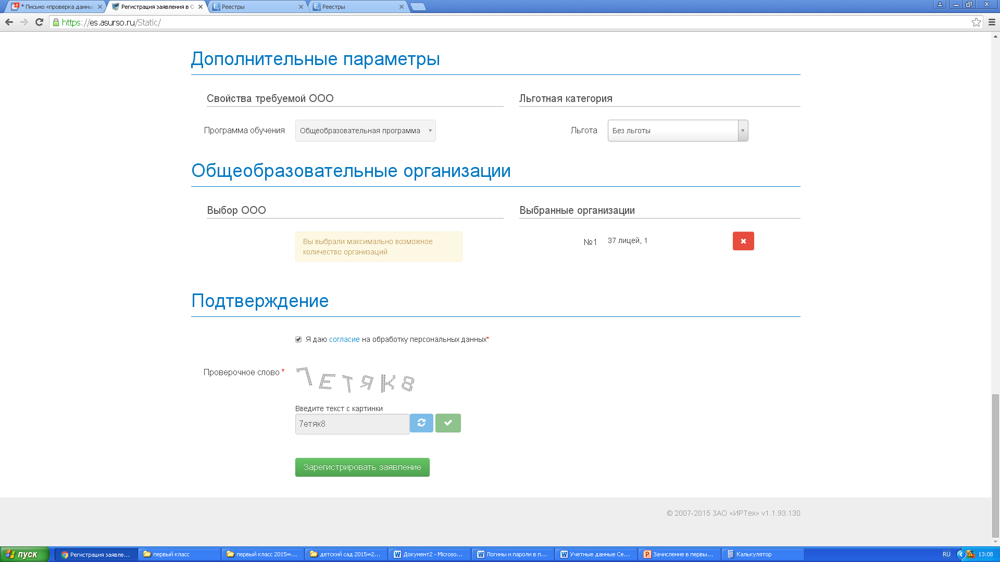 * Письмо «проверка данны
Регистрация заявления в О
Реестры
Реестры
https://es.asurso.ru/Static/
Дополнительные параметры
Свойства требуемой ООО
Льготная категория
Программа обучения
Общеобразовательная программа
Льгота
Без льготы
Общеобразовательные организации
Выбор ООО
Выбранные организации
Вы выбрали максимально возможное
количество организаций
№1
37 лицей, 1
Подтверждение
Я даю согласие на обработку персональных данных*
Проверочное слово *
7ЕТЯК8
Введите текст с картинки
7етяк8
Зарегистрировать заявление
© 2007-2015 ЗАО «ИРТех» v1.1.93.130
пуск
Регистрация заявле...
первый класс
первый класс 2015=...
детский сад 2015=2...
Документ2 - Microso...
Логины и пароли в п...
Учетные данные Се...
Зачисление в первы...
Калькулятор
RU
13:08